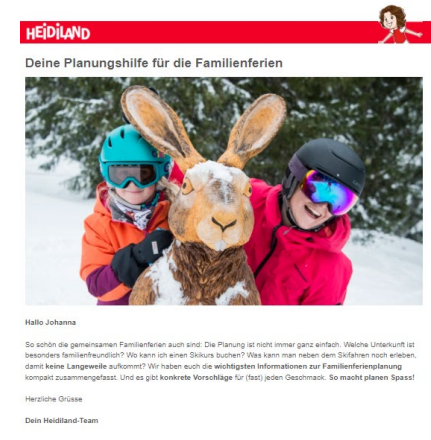 HEIDILAND
Deine Planungshilfe für die Familienferien
Hallo Johanna
So schön die gemeinsamen Familienferien auch sind: Die Planung ist nicht immer ganz einfach. Welche Unterkunft ist
besonders familienfreundlich? Wo kann ich einen Skikurs buchen? Was kann man neben dem Skifahren noch erleben,
damit keine Langeweile aufkommt? Wir haben euch die wichtigsten Informationen zur Familienferienplanung
kompakt zusammengefasst. Und es gibt konkrete Vorschläge für (fast) jeden Geschmack. So macht planen Spass!
Herzliche Grüsse
Dein Heidiland-Team